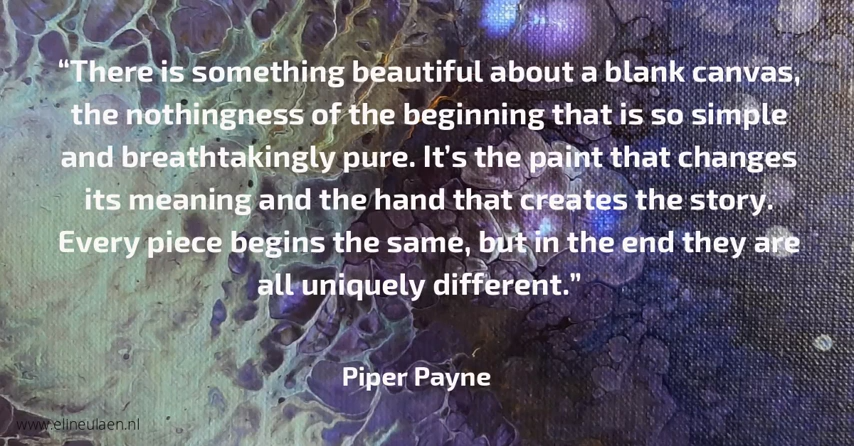 “There is something beautiful about a blank canvas,
the nothingness of the beginning that is so simple
and breathtakingly pure. It’s the paint that changes
its meaning and the hand that creates the story.
Every piece begins the same, but in the end they are
all uniquely different.”
Piper Payne
www.elineulaen.nl